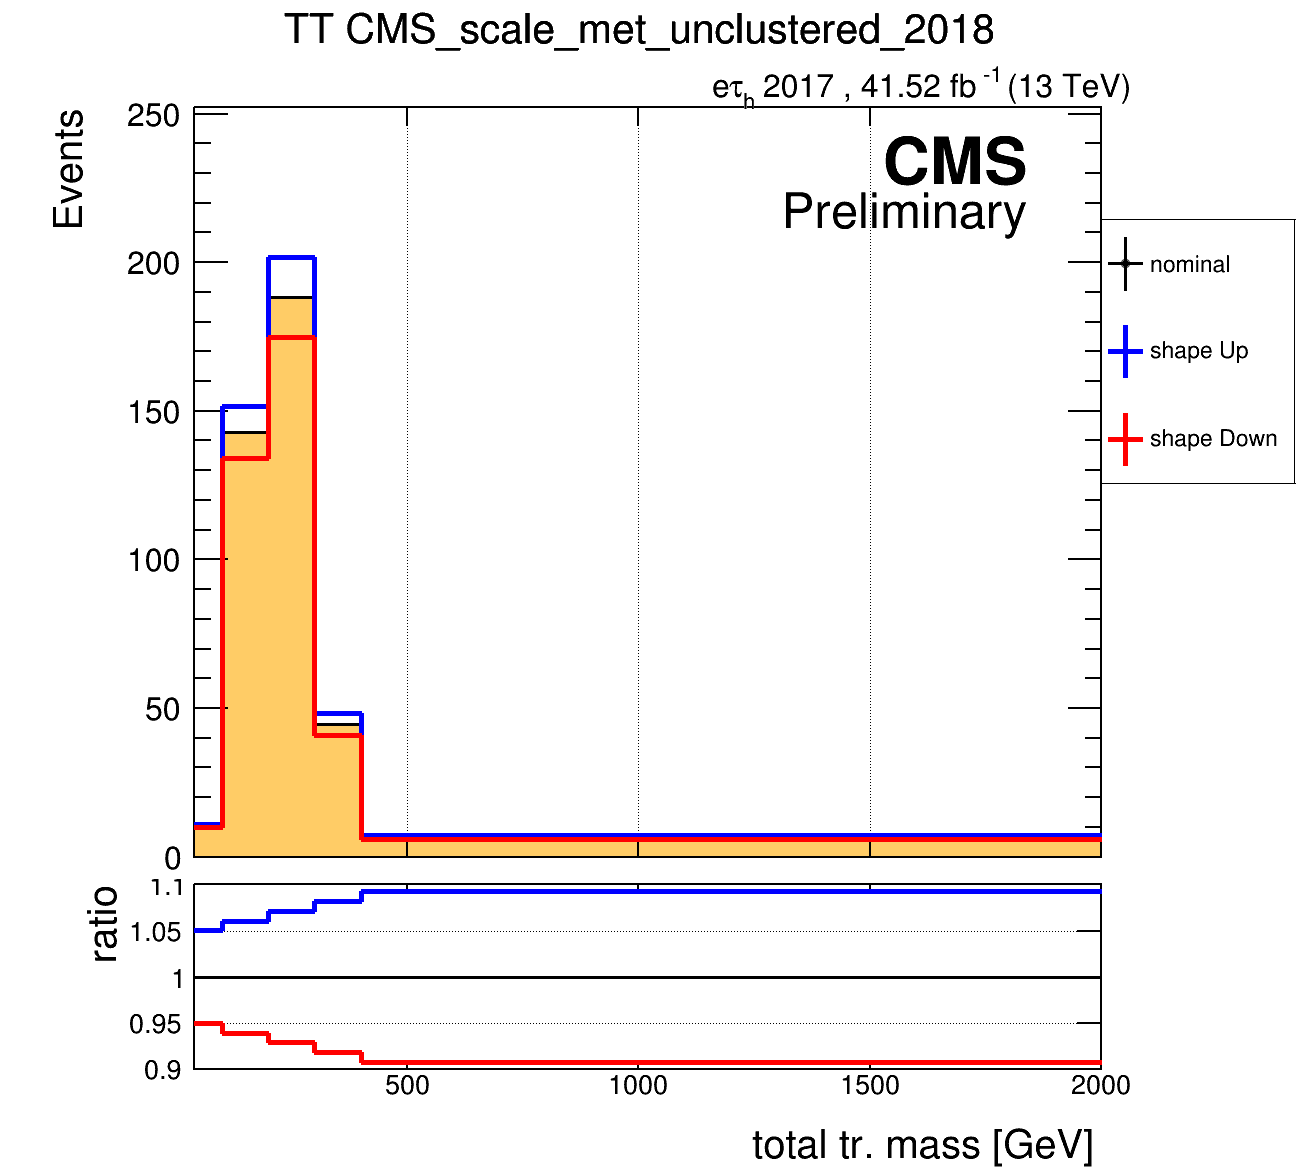 TT CMS_scale_met_unclustered_2018
eτh 2017 , 41.52 fb -1 (13 TeV)
Events
250
200
150
100
50
0
CMS
Preliminary
nominal
shape Up
shape Down
ratio
1.1
1.05
1
0.95
0.9
500 1000 1500 2000
total tr. mass [GeV]